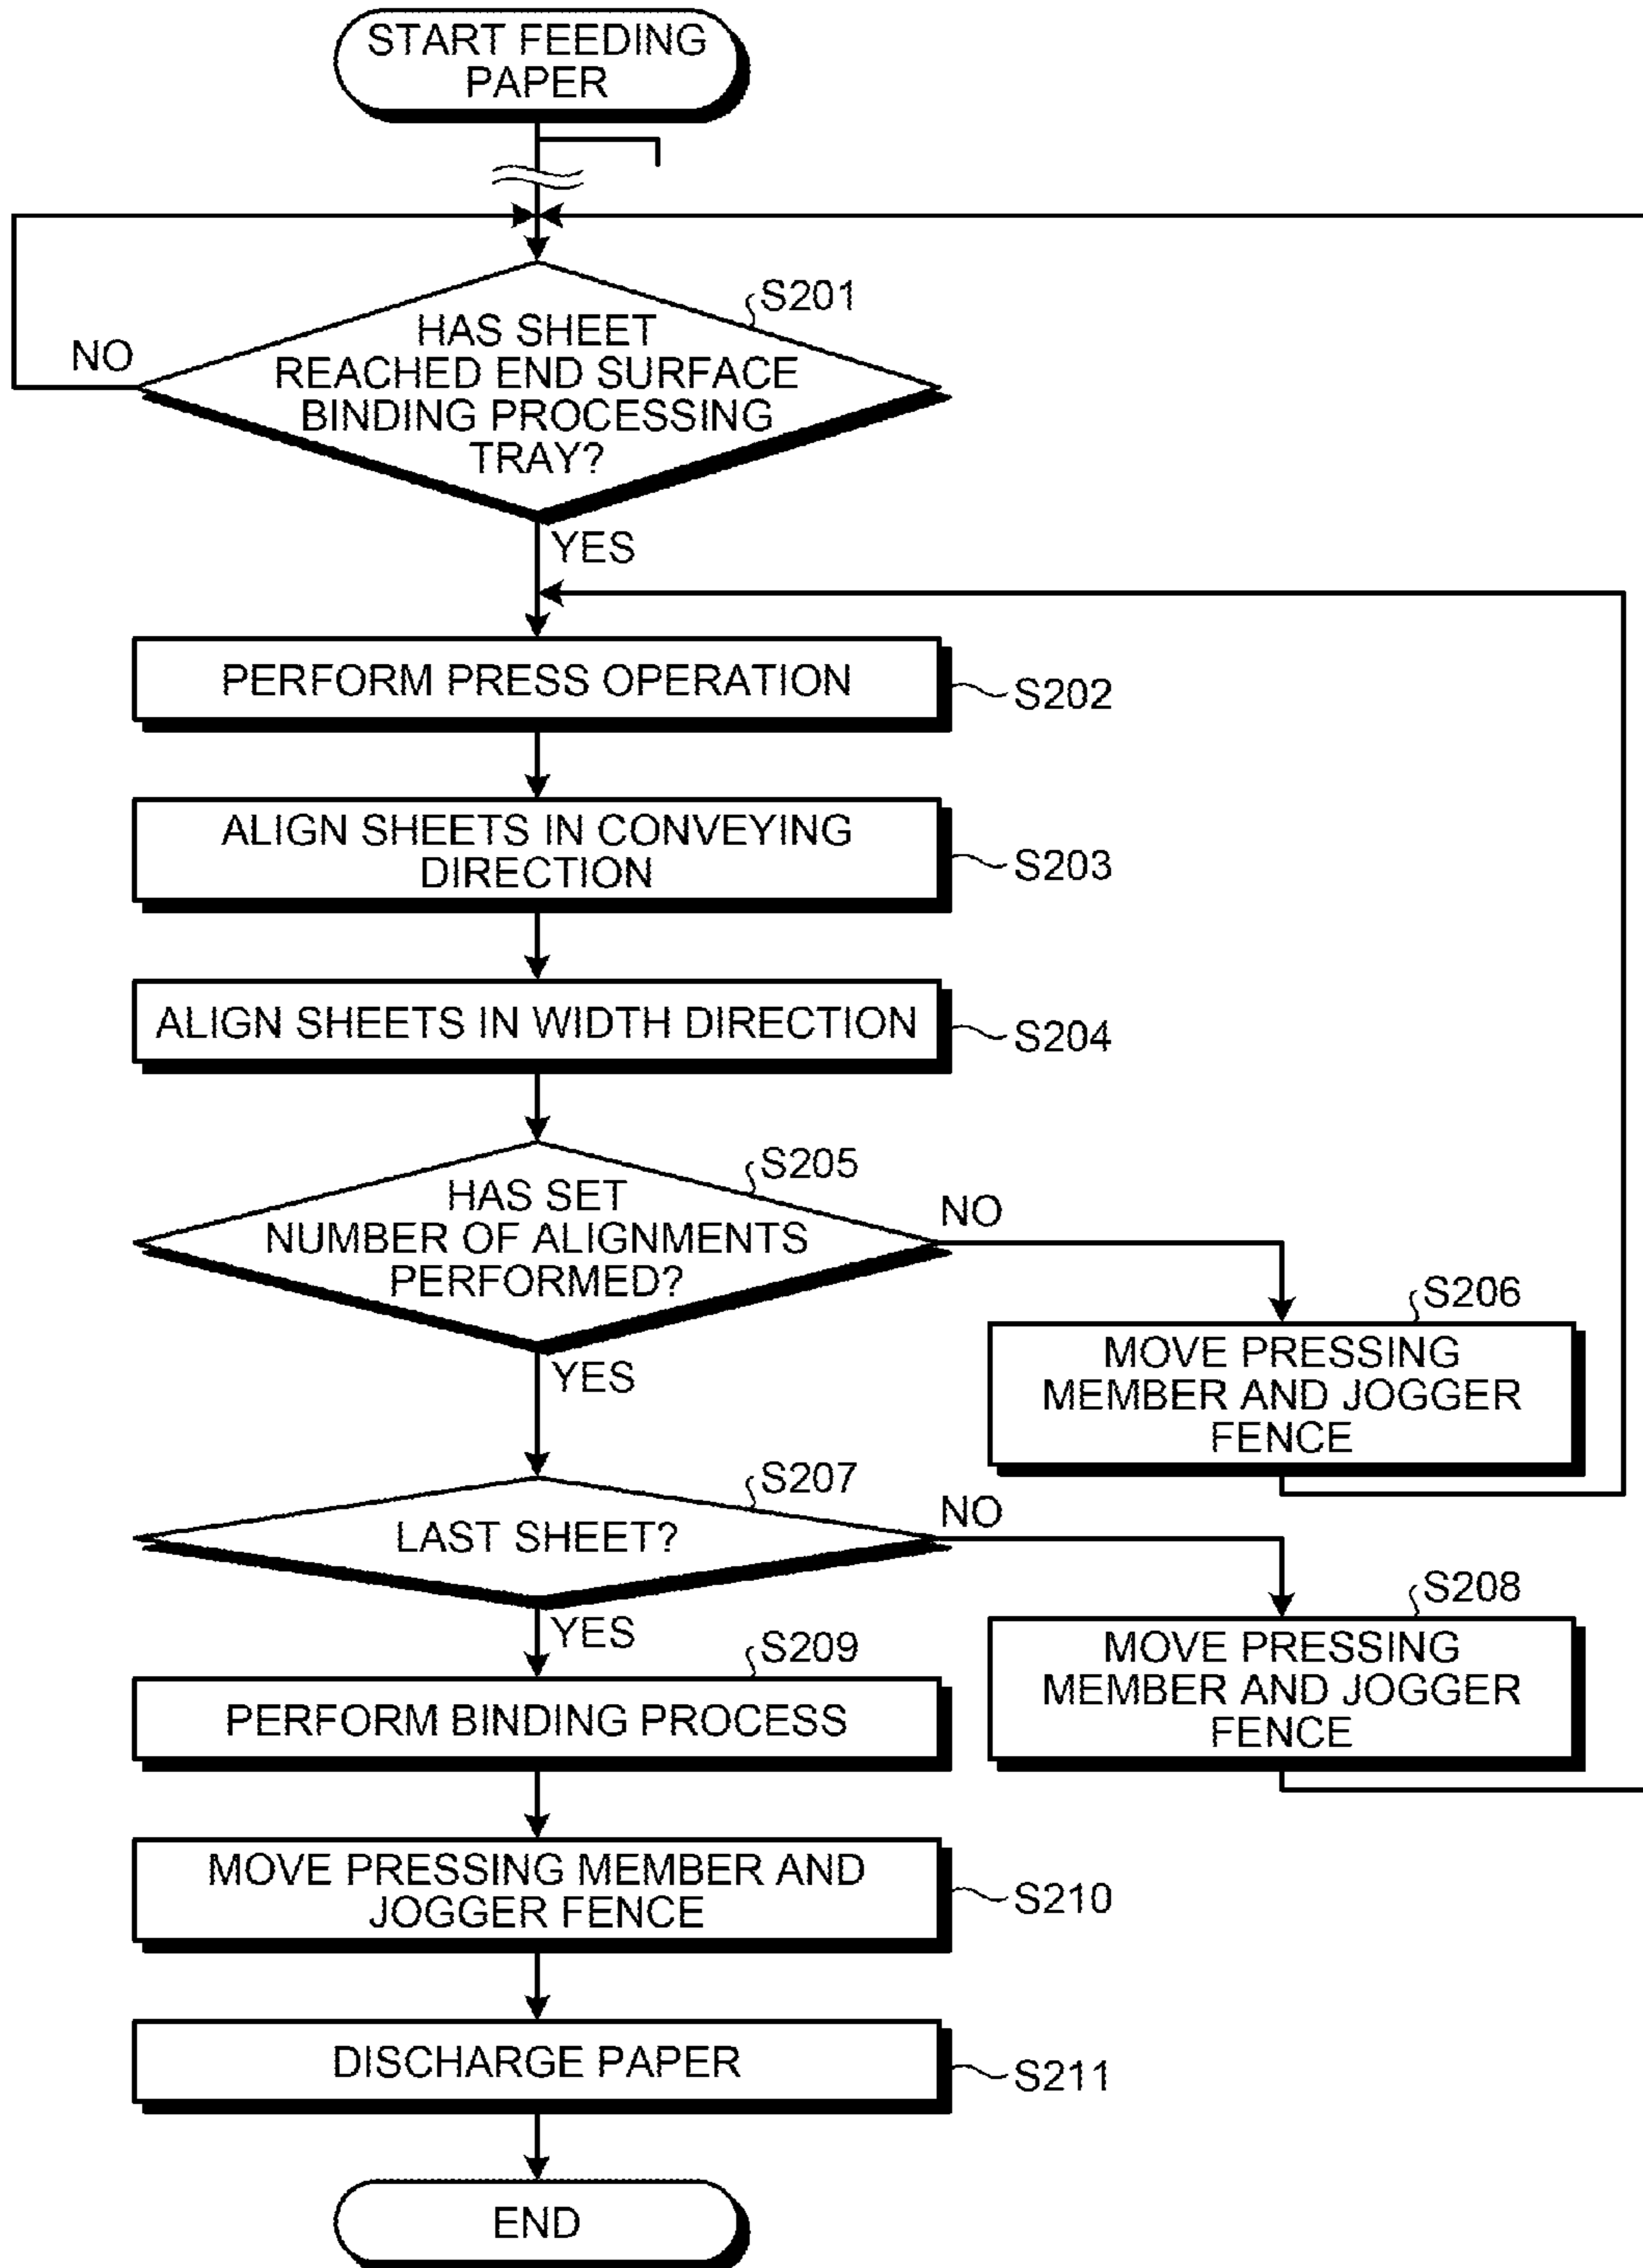 START FEEDING
PAPER
S201
HAS SHEET
REACHED END SURFACE
BINDING PROCESSING
TRAY?
NO
YES
PERFORM PRESS OPERATION
S202
ALIGN SHEETS IN CONVEYING
DIRECTION
S203
ALIGN SHEETS IN WIDTH DIRECTION
S204
S205
HAS SET
NUMBER OF ALIGNMENTS
PERFORMED?
NO
YES
S206
MOVE PRESSING
MEMBER AND JOGGER
FENCE
S207
LAST SHEET?
NO
YES
S208
MOVE PRESSING
MEMBER AND JOGGER
FENCE
S209
PERFORM BINDING PROCESS
MOVE PRESSING MEMBER AND
JOGGER FENCE
S210
DISCHARGE PAPER
S211
END